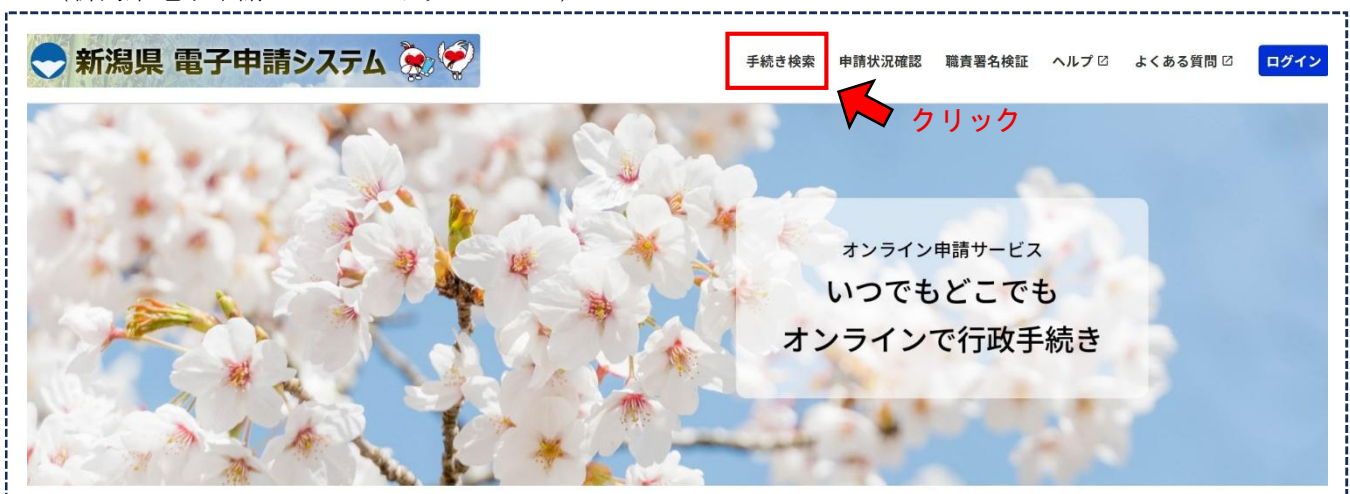 新潟県 電子申請システム
手続き検索 申請状況確認 職責署名検証 ヘルプ よくある質問 ログイン
クリック
オンライン申請サービス
いつでもどこでも
オンラインで行政手続き